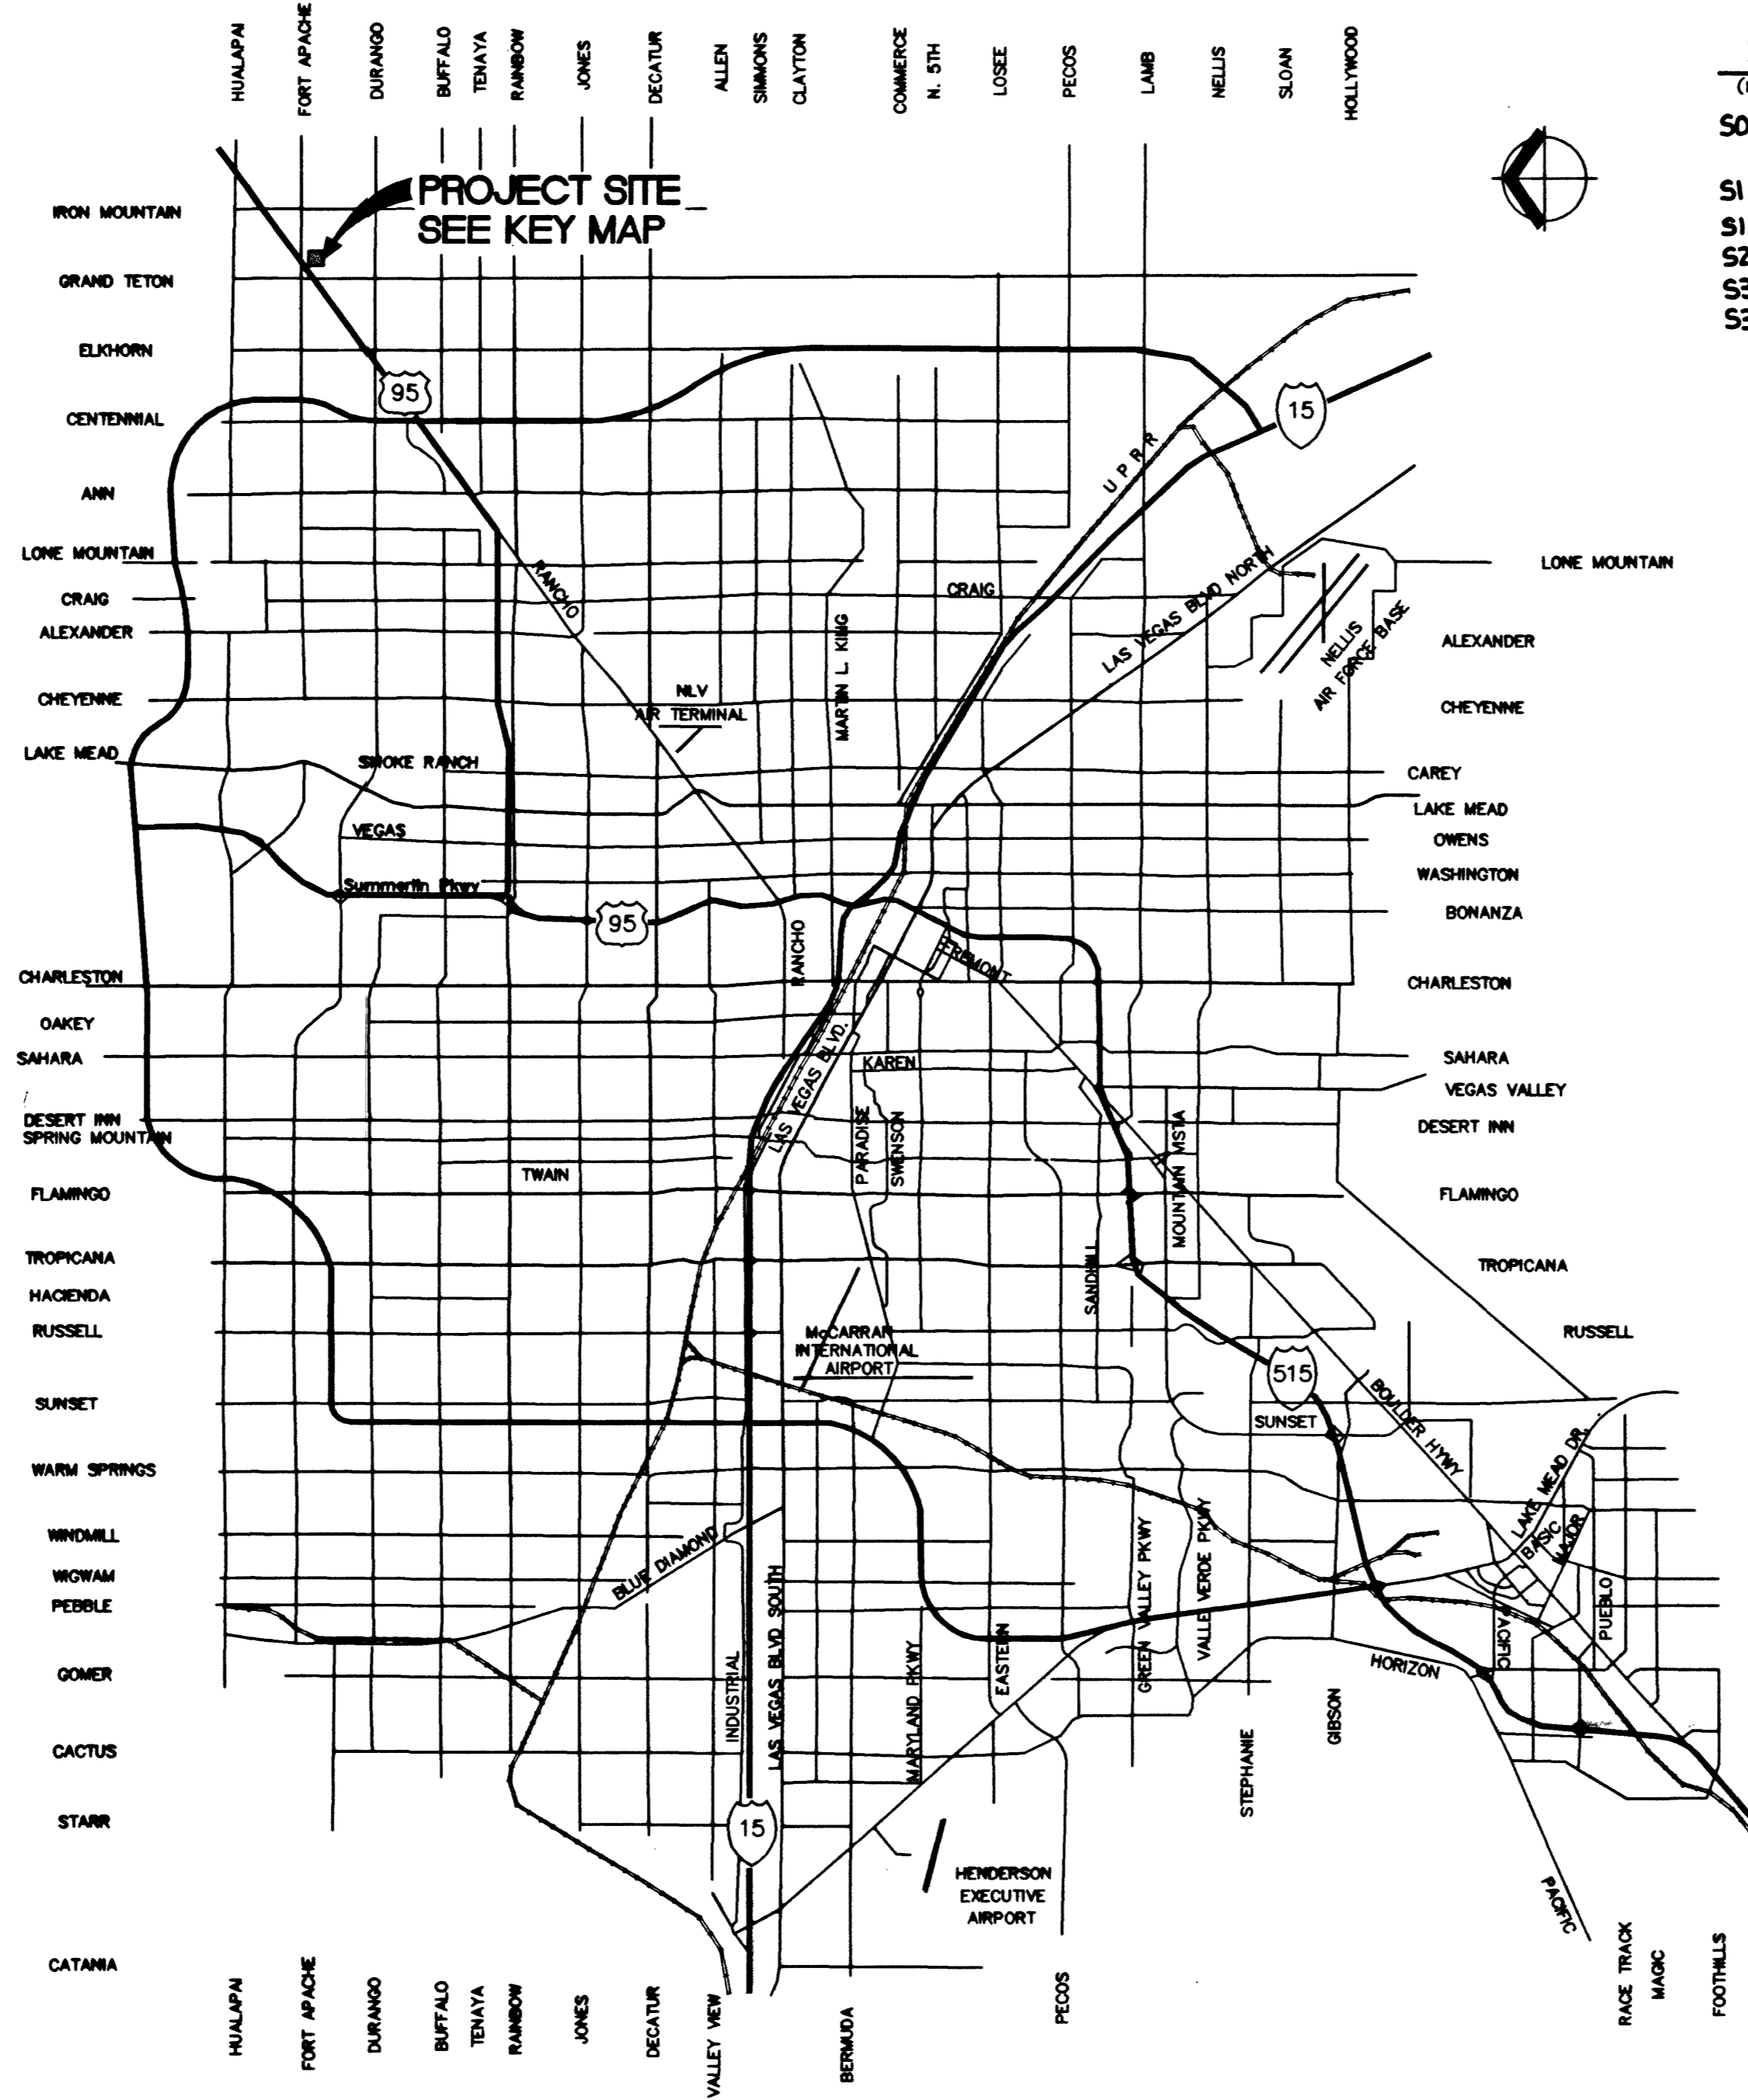 HUALAPAI
FORT APACHE
DURANGO
BUFFALO
TENAYA
RAINBOW
JONES
DECATUR
ALLEN
SIMMONS
CLAYTON
COMMERCE
N. 5TH
LOSEE
PECOS
LAMB
NELLIS
SLOAN
HOLLYWOOD
S1
S1
PROJECT SITE
SEE KEY MAP
IRON MOUNTAIN
GRAND TETON
ELKHORN
95
15
CENTENNIAL
UPRR
ANN
LONE MOUNTAIN
RANCHO
LAS VEGAS BLVD NORTH
LONE MOUNTAIN
CRAIG
CRAIG
ALEXANDER
MARTIN L. KING
NELLIS
AIR FORCE BASE
ALEXANDER
CHEYENNE
NLV
AIR TERMINAL
CHEYENNE
LAKE MEAD
SMOKE RANCH
CAREY
LAKE MEAD
VEGAS
OWENS
WASHINGTON
Summerlin Pkwy
95
BONANZA
RANCHO
FREMONT
CHARLESTON
CHARLESTON
OAKEY
LAS VEGAS BLVD.
SAHARA
KAREN
SAHARA
VEGAS VALLEY
DESERT INN
PARADISE
SWENSON
MOUNTAIN VISTA
DESERT INN
SPRING MOUNTAIN
TWAIN
FLAMINGO
FLAMINGO
TROPICANA
SANDHILL
TROPICANA
HACIENDA
RUSSELL
McCARRAN
INTERNATIONAL
AIRPORT
RUSSELL
515
SUNSET
BOULDER HYWY
SUNSET
WARM SPRINGS
LAKE MEAD DR.
WINDMILL
BLUE DIAMOND
GREEN VALLEY PKWY
VALLE VERDE PKWY
BASIC
MAJOR
WIGWAM
PEBBLE
LAS VEGAS BLVD SOUTH
PACIFIC
PUEBLO
GOMER
INDUSTRIAL
MARYLAND PKWY
EASTERN
HORIZON
GIBSON
CACTUS
STEPHANIE
STARR
15
HENDERSON
EXECUTIVE
AIRPORT
PACIFIC
CATANIA
HUALAPAI
FORT APACHE
DURANGO
BUFFALO
TENAYA
RAINBOW
JONES
DECATUR
VALLEY VIEW
BERMUDA
PECOS
RACE TRACK
MAGIC
FOOTHILLS